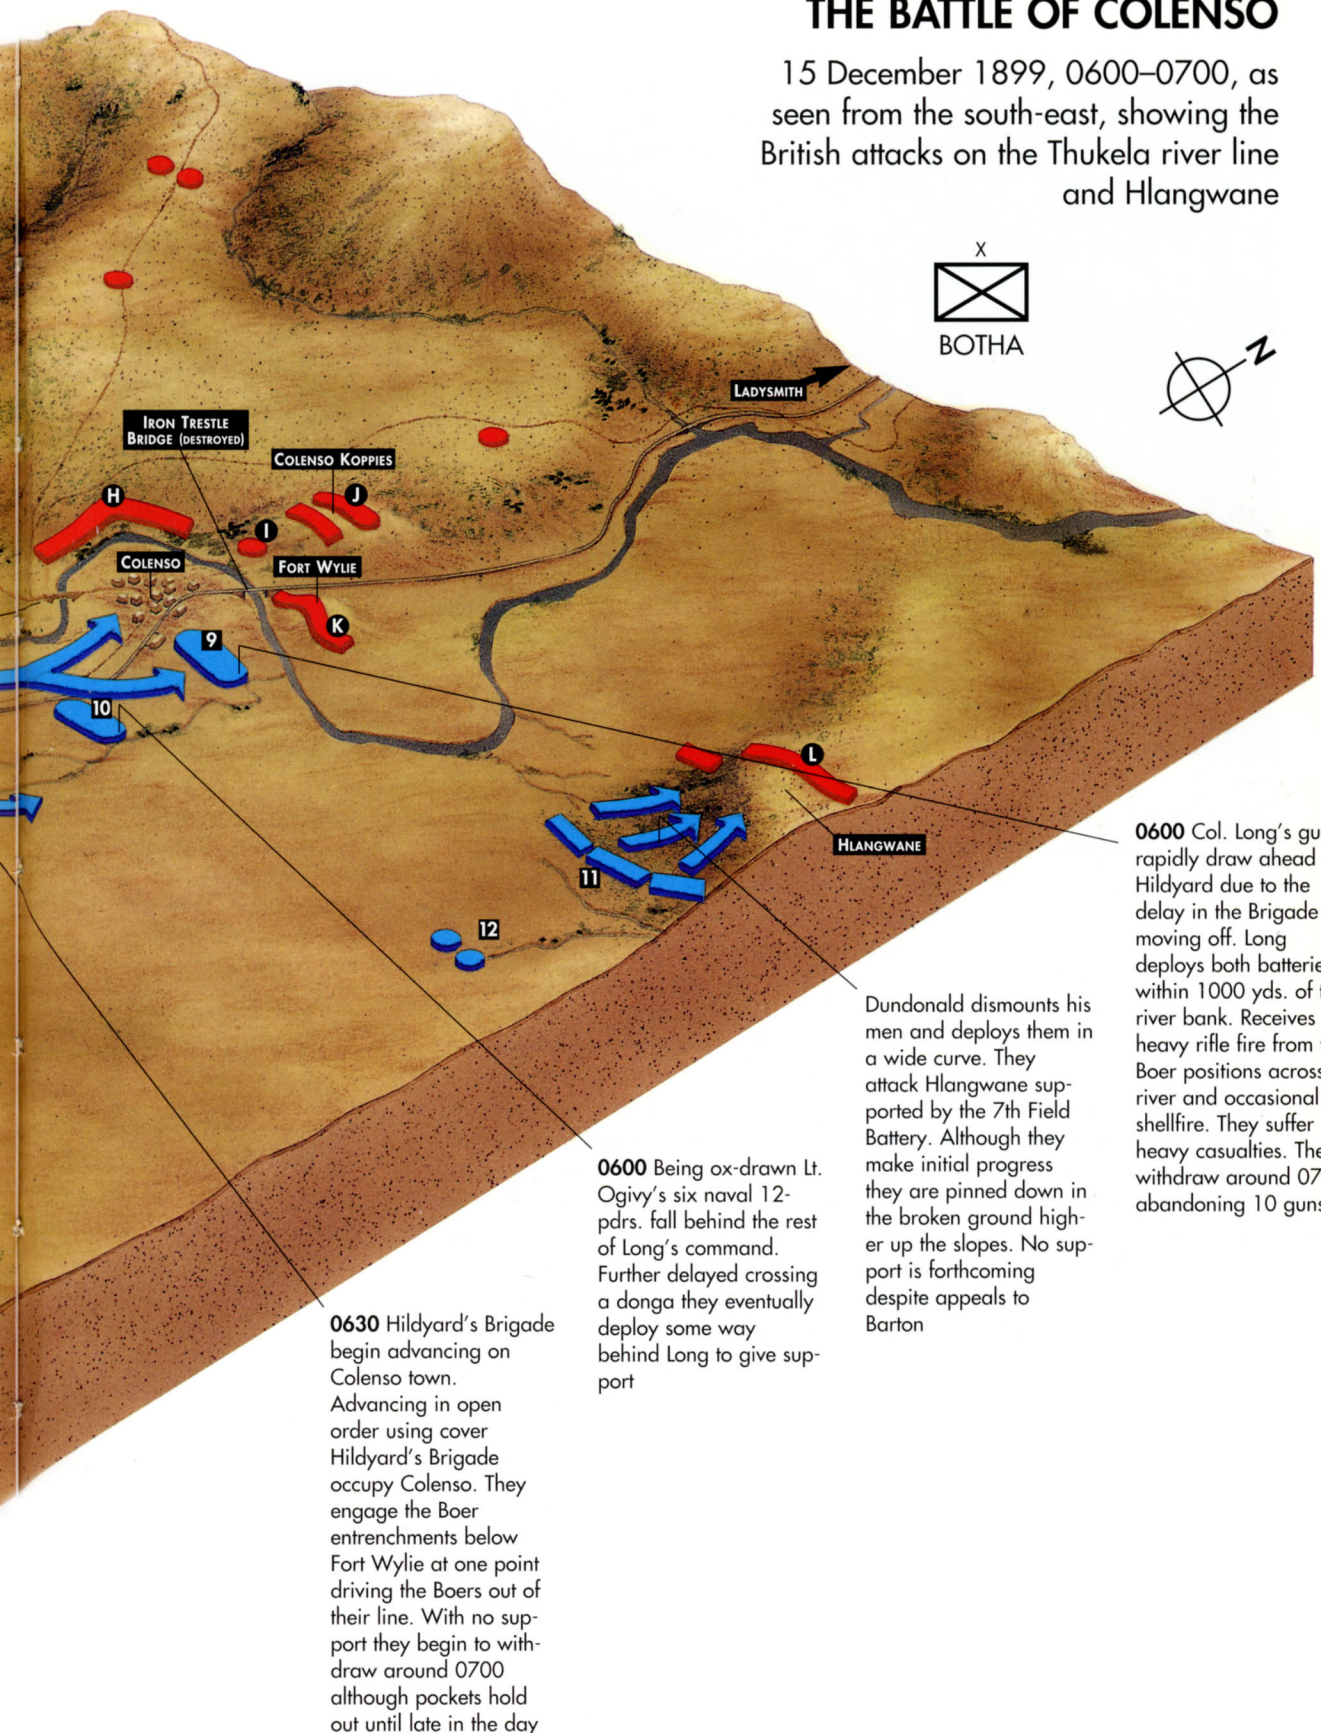 THE BATTLE OF COLENSO
15 December 1899, 0600–0700, as
seen from the south-east, showing the
British attacks on the Thukela river line
and Hlangwane
X
BOTHA
N
LADYSMITH
IRON TRESTLE
BRIDGE (DESTROYED)
COLENSO KOPPIES
H
J
I
COLENSO
FORT WYLIE
K
9
10
L
HLANGWANE
11
12
0600 Col. Long's
rapidly draw ahead
Hildyard due to the
delay in the Brigade
moving off. Long
deploys both
within 1000 yds. of
river bank. Receives
heavy rifle fire from
Boer positions
river and occasional
shellfire. They suffer
heavy casualties.
withdraw around
abandoning 10
Dundonald dismounts his
men and deploys them in
a wide curve. They
attack Hlangwane sup-
ported by the 7th Field
Battery. Although they
make initial progress
they are pinned down in
the broken ground high-
er up the slopes. No sup-
port is forthcoming
despite appeals to
Barton
0600 Being ox-drawn Lt.
Ogivy's six naval 12-
pdrs. fall behind the rest
of Long's command.
Further delayed crossing
a donga they eventually
deploy some way
behind Long to give sup-
port
0630 Hildyard's Brigade
begin advancing on
Colenso town.
Advancing in open
order using cover
Hildyard's Brigade
occupy Colenso. They
engage the Boer
entrenchments below
Fort Wylie at one point
driving the Boers out of
their line. With no sup-
port they begin to with-
draw around 0700
although pockets hold
out until late in the day